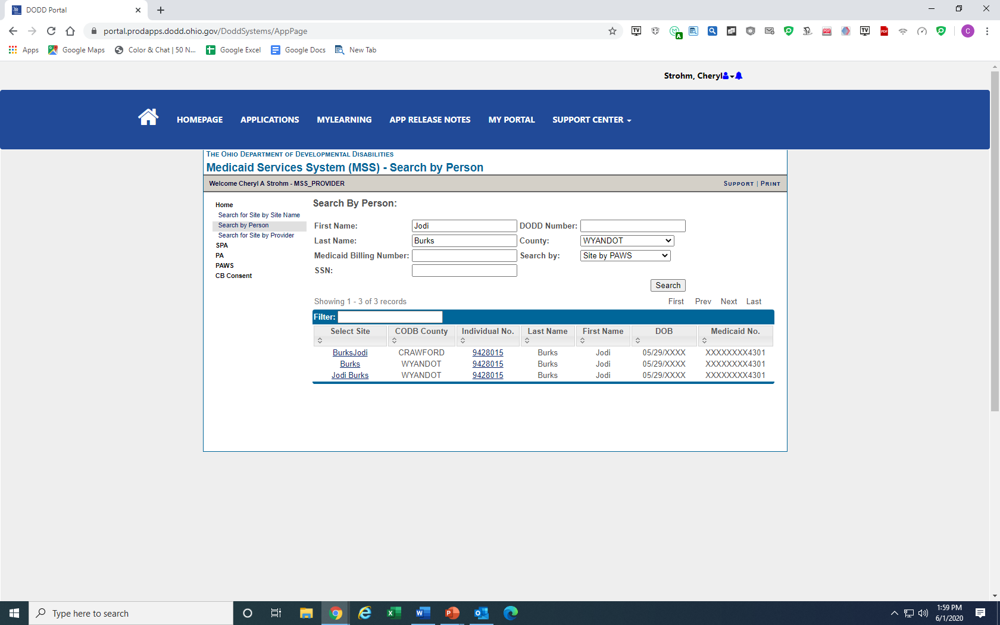 DODD Portal
portal.prodapps.dodd.ohio.gov/DoddSystems/AppPage
Apps Google Maps Color & Chat | 50 N... Google Excel Google Docs New Tab
Strohm, Cheryl
HOMEPAGE APPLICATIONS MYLEARNING APP RELEASE NOTES MY PORTAL SUPPORT CENTER
THE OHIO DEPARTMENT OF DEVELOPMENTAL DISABILITIES
Medicaid Services System (MSS) - Search by Person
Welcome Cheryl A Strohm - MSS_PROVIDER SUPPORT | PRINT
Home
Search for Site by Site Name
Search by Person
Search for Site by Provider
SPA
PA
PAWS
CB Consent
Search By Person:
First Name: Jodi DODD Number:
Last Name: Burks County: WYANDOT
Medicaid Billing Number: Search by: Site by PAWS
SSN:
Search
Showing 1 - 3 of 3 records First Prev Next Last
Filter:
Select Site CODB County Individual No. Last Name First Name DOB Medicaid No.
BurksJodi CRAWFORD 9428015 Burks Jodi 05/29/XXXX XXXXXXXX4301
Burks WYANDOT 9428015 Burks Jodi 05/29/XXXX XXXXXXXX4301
Jodi Burks WYANDOT 9428015 Burks Jodi 05/29/XXXX XXXXXXXX4301
Type here to search
1:59 PM
6/1/2020